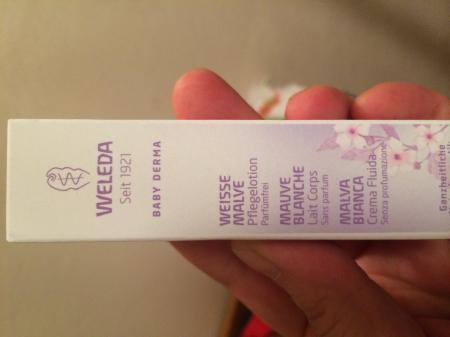 WELEDA
Seit 1921
BABY DERMA
WEISSE
MALVE
Pflegelotion
Parfümfrei
MAUVE
BLANCHE
Lait Corps
Sans parfum
MALVA
BIANCA
Crema Fluida
Senza profumazione
Ganzheitliche